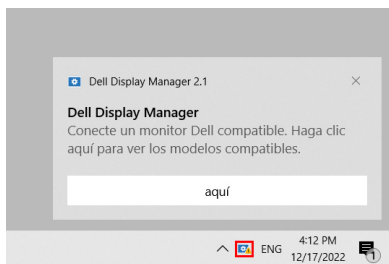 Dell Display Manager 2.1
Dell Display Manager
Conecte un monitor Dell compatible. Haga clic
aquí para ver los modelos compatibles.
aquí
ENG
4:12 PM
12/17/2022
1